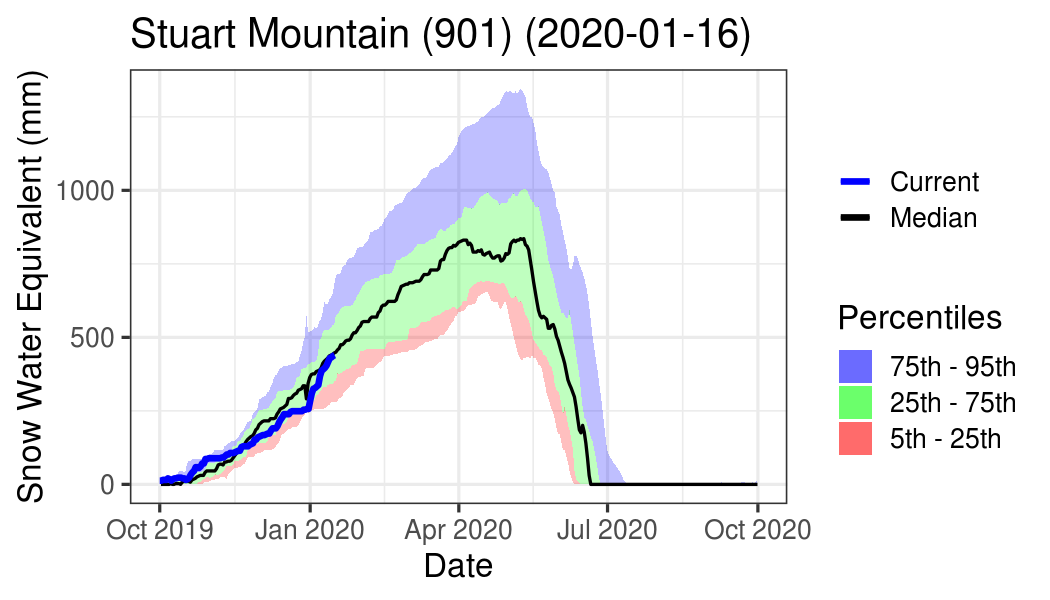 Stuart Mountain (901) (2020-01-16)
Snow Water Equivalent (mm)
1000
500
0
Oct 2019
Jan 2020
Apr 2020
Jul 2020
Oct 2020
Date
Current
Median
Percentiles
75th - 95th
25th - 75th
5th - 25th